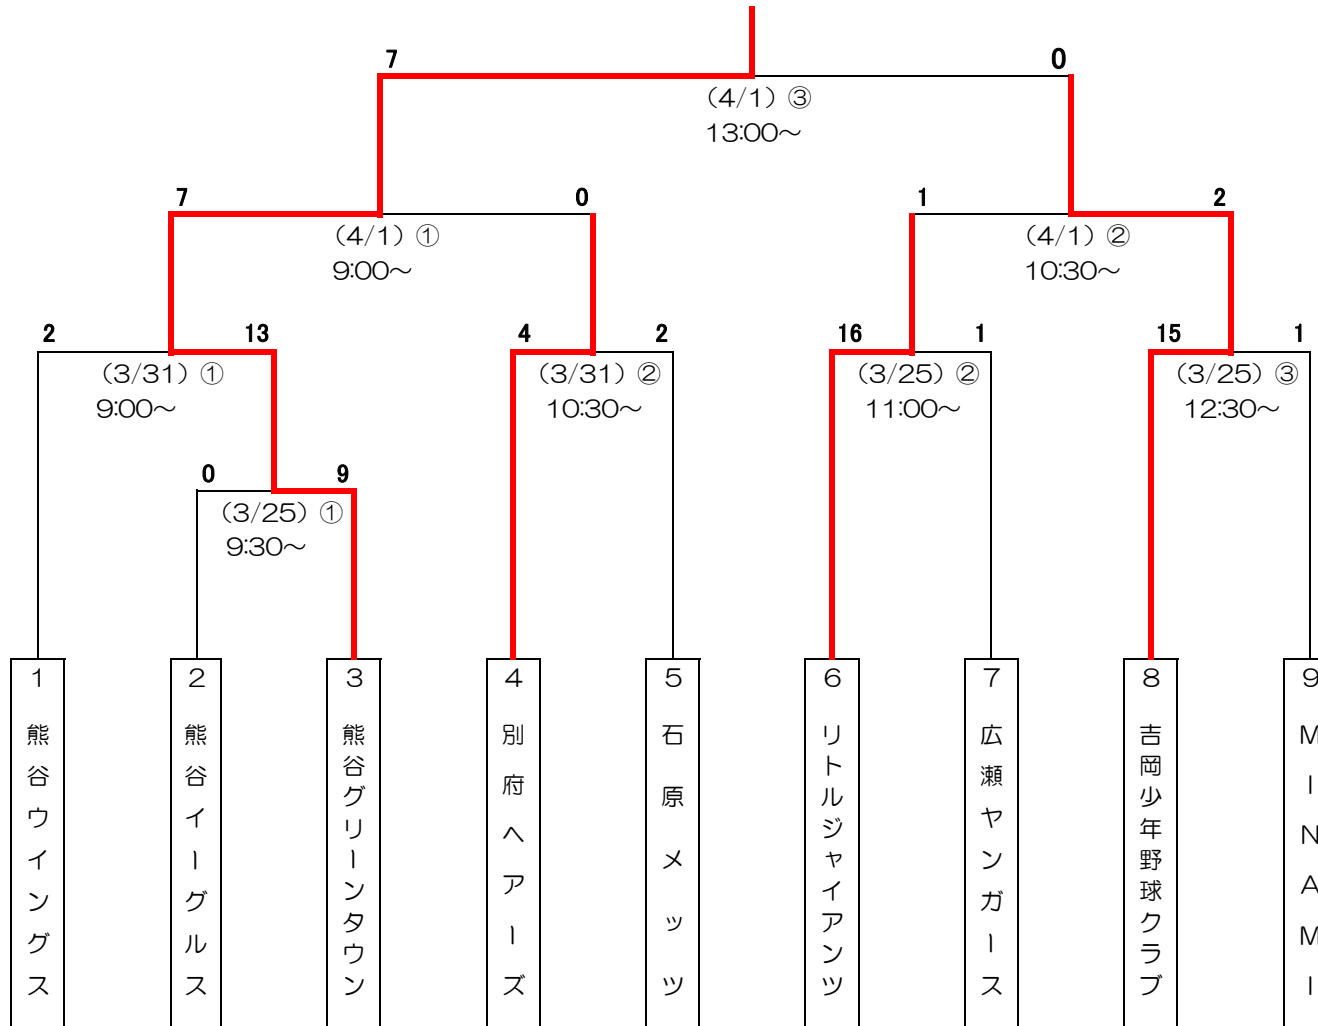 7 0
（4/1）③
13:00～
7 0 1 2
（4/1）① （4/1）②
9:00～ 10:30～
2 13 4 2 16 1 15 1
（3/31）① （3/31）② （3/25）② （3/25）③
9:00～ 10:30～ 11:00～ 12:30～
0 9
（3/25）①
9:30～
1 熊谷ウイングス
2 熊谷イーグルス
3 熊谷グリーンタウン
4 別府ヘアーズ
5 石原メッツ
6 リトルジャイアンツ
7 広瀬ヤンガース
8 吉岡少年野球クラブ
9 MINAMI